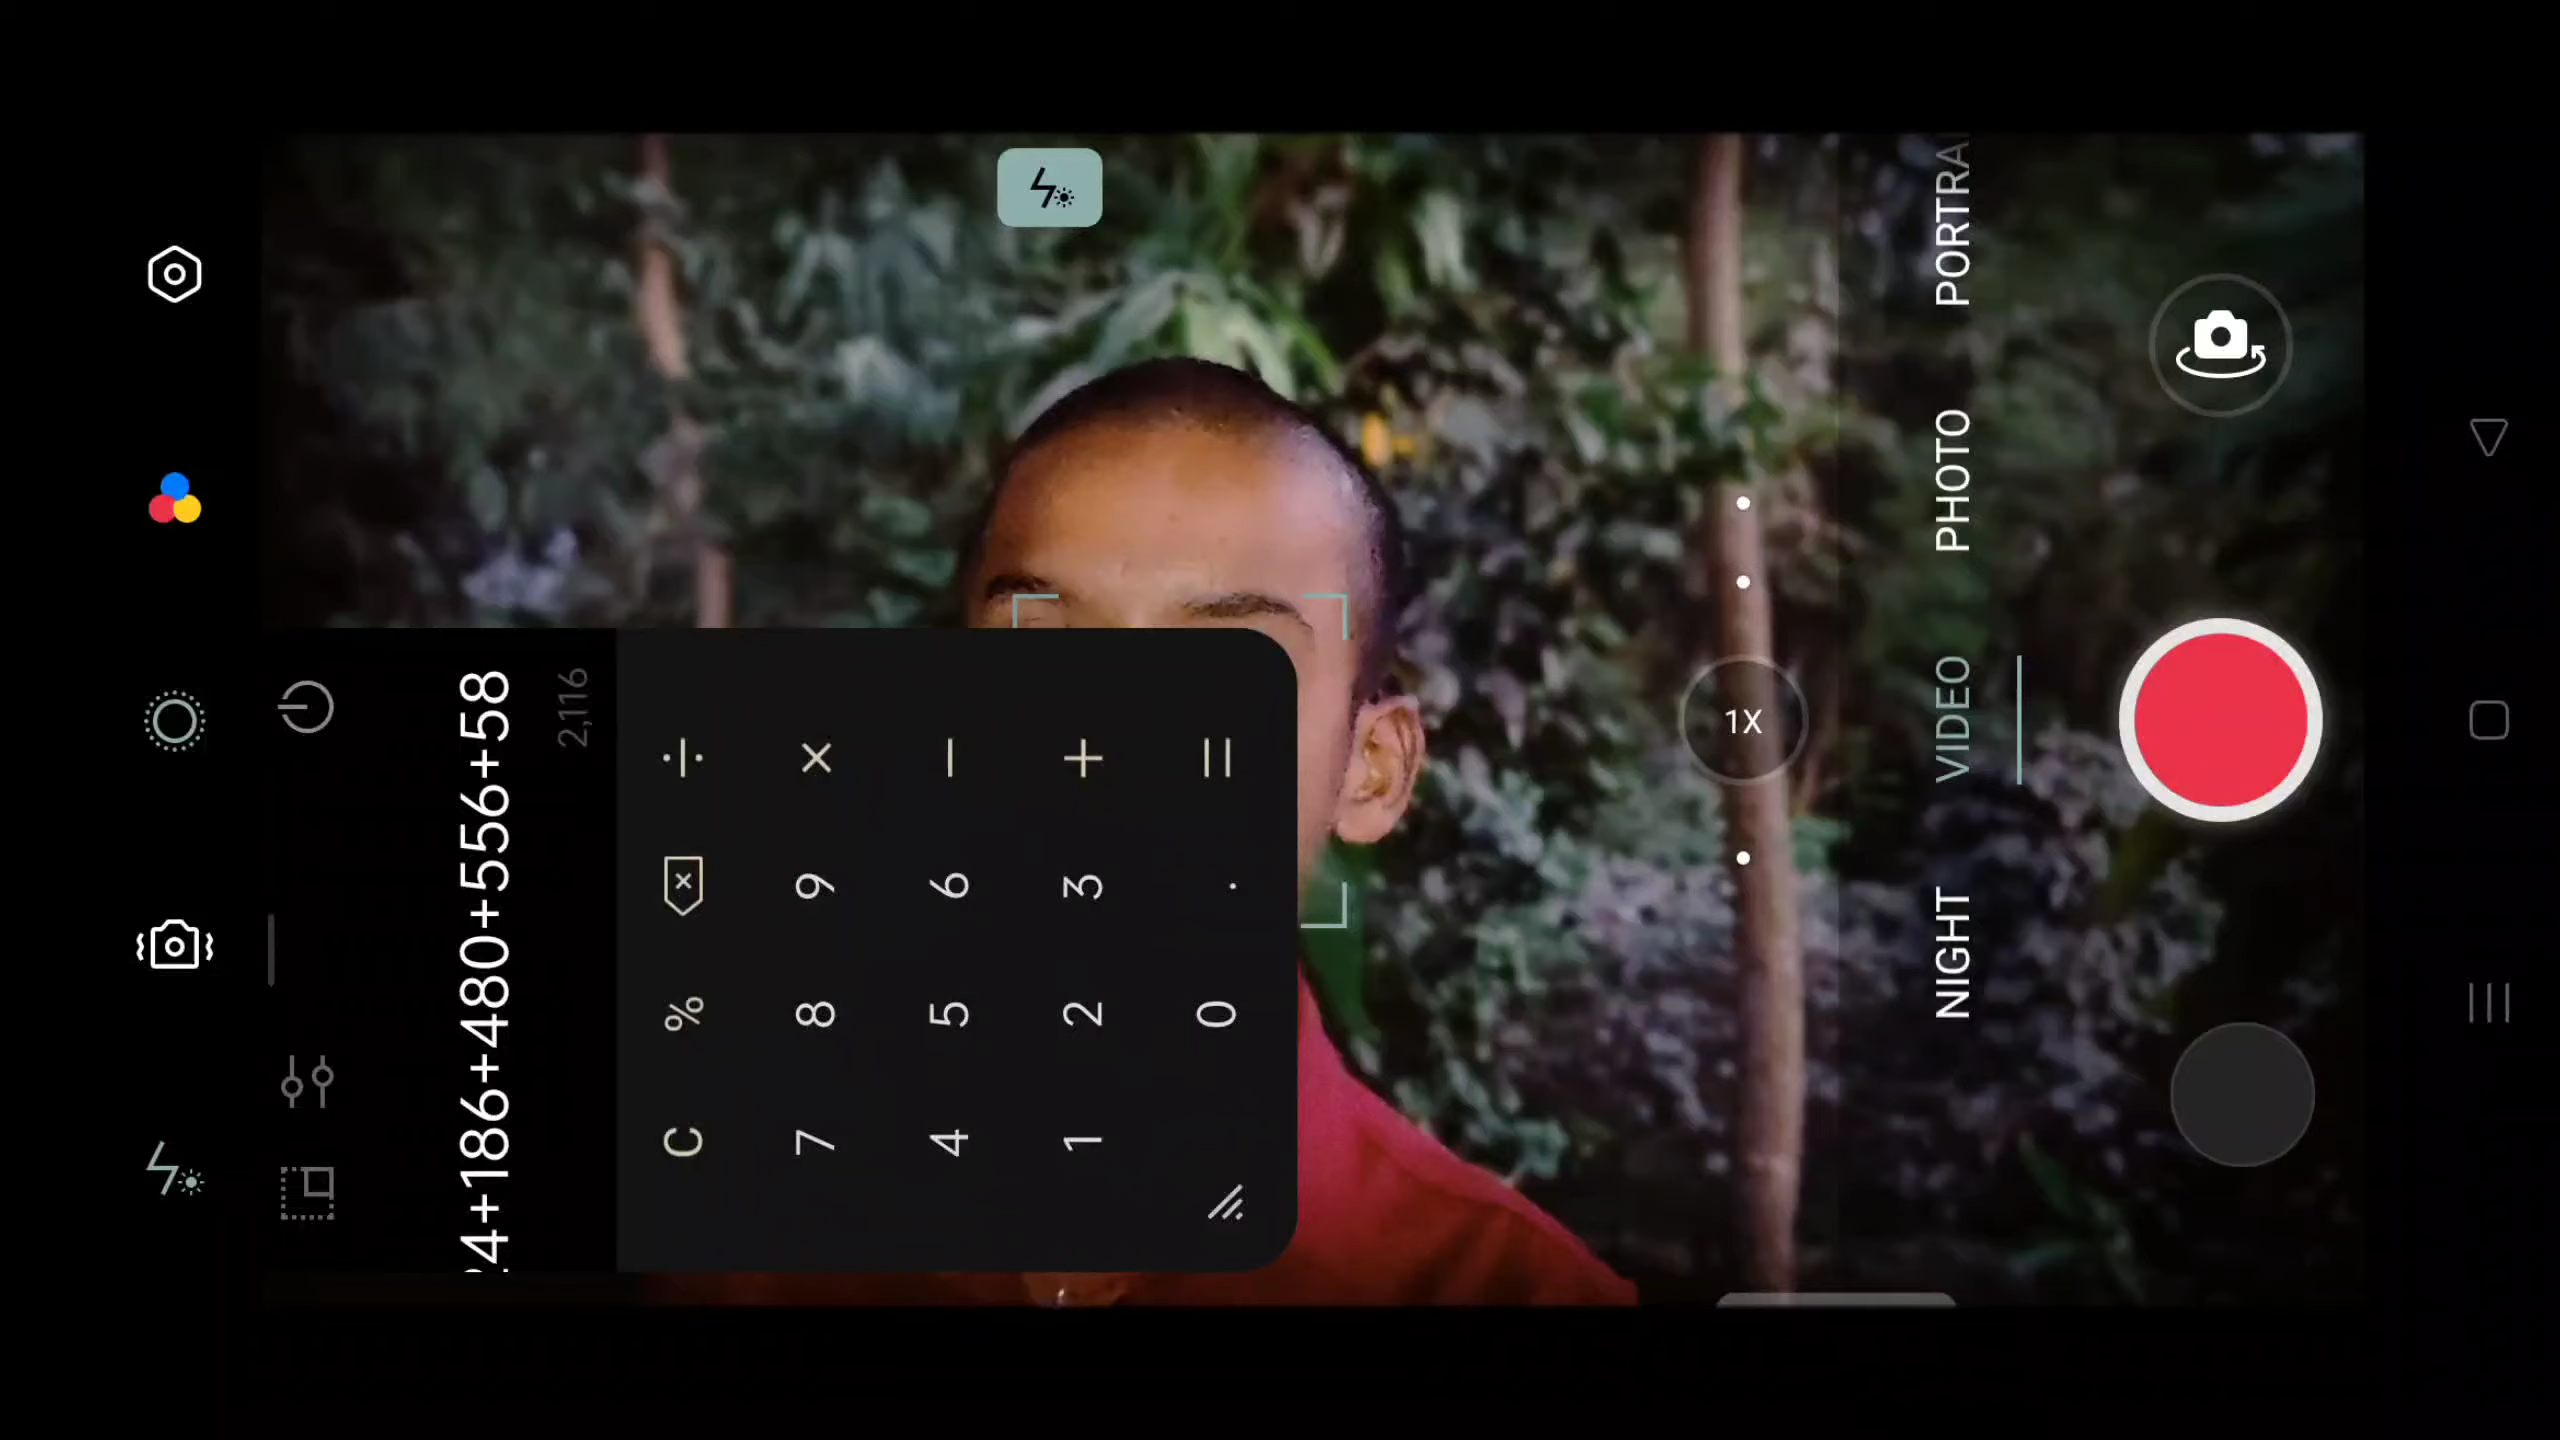 24+186+480+556+58
2,116
C % ÷
7 8 9 ×
4 5 6 −
1 2 3 +
0 . =
1X
NIGHT VIDEO PHOTO PORTRA